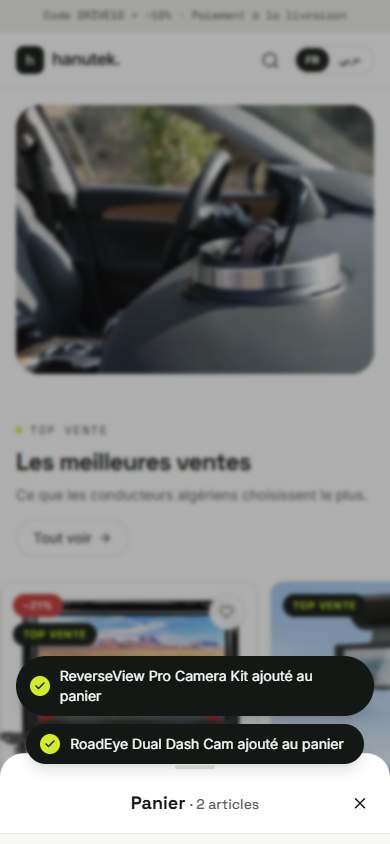 Code DRIVE10 = -10% · Paiement à la livraison
h hanutek.
FR عربي
TOP VENTE
Les meilleures ventes
Ce que les conducteurs algériens choisissent le plus.
Tout voir →
-21%
TOP VENTE
TOP VENTE
ReverseView Pro Camera Kit ajouté au
panier
RoadEye Dual Dash Cam ajouté au panier
Panier · 2 articles